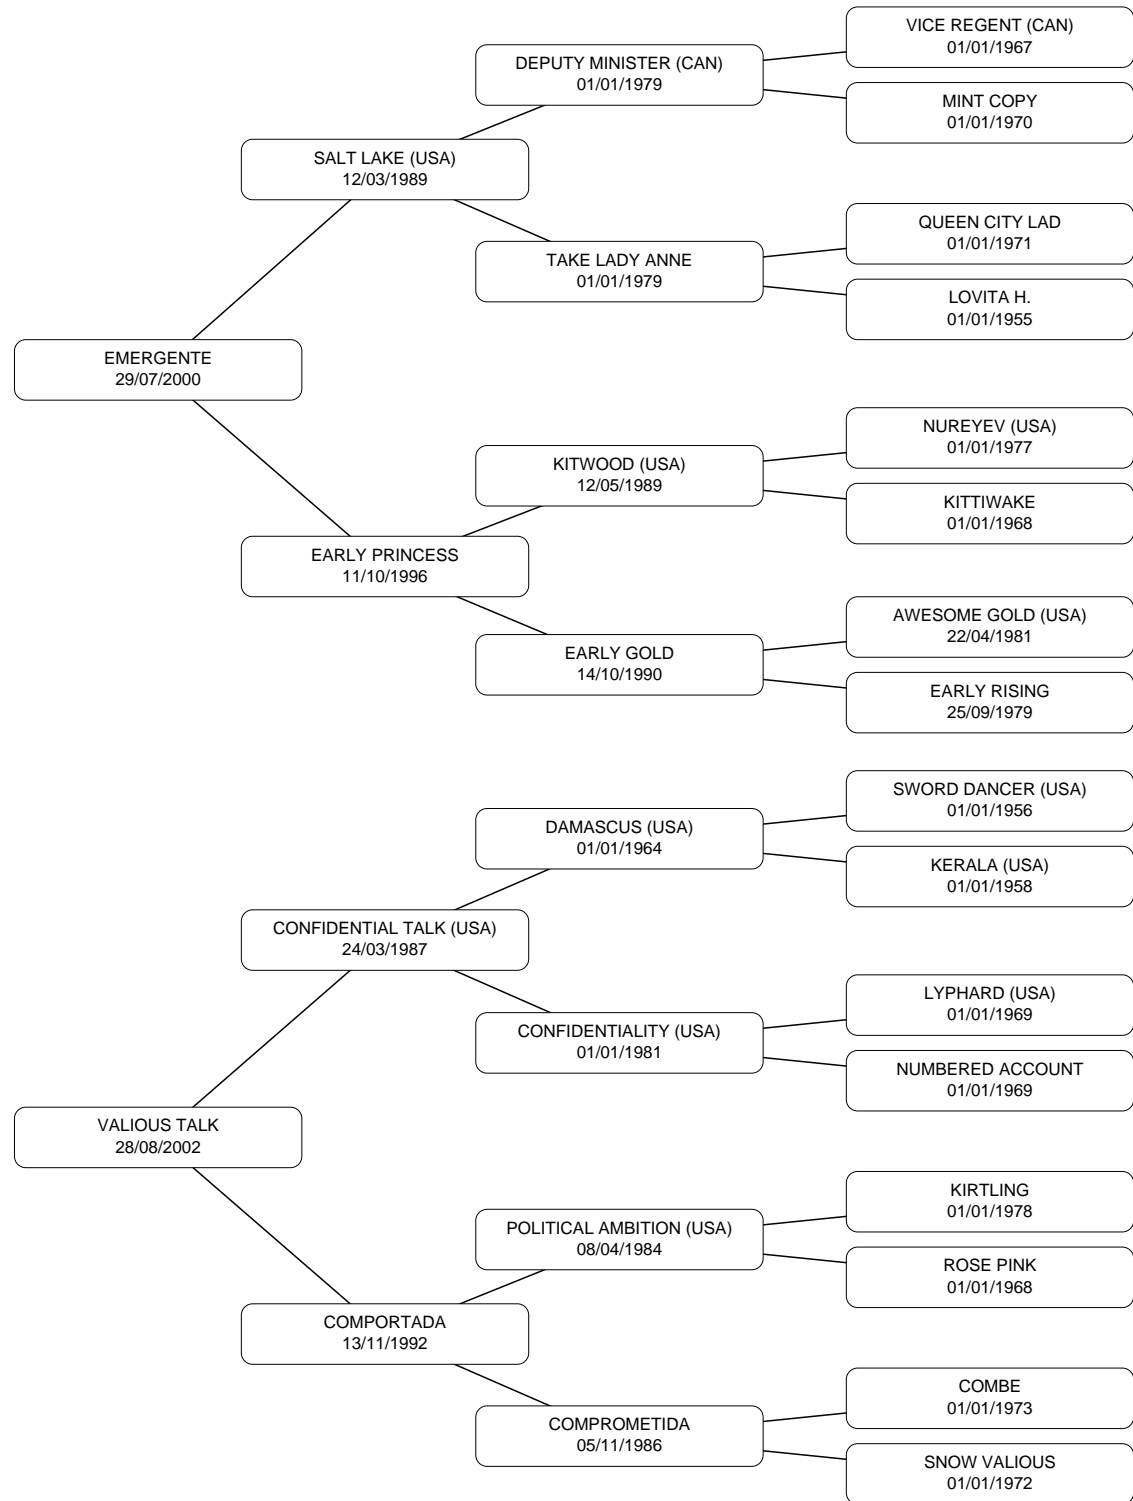 VICE REGENT (CAN)
01/01/1967
DEPUTY MINISTER (CAN)
01/01/1979
MINT COPY
01/01/1970
SALT LAKE (USA)
12/03/1989
QUEEN CITY LAD
01/01/1971
TAKE LADY ANNE
01/01/1979
LOVITA H.
01/01/1955
EMERGENTE
29/07/2000
NUREYEV (USA)
01/01/1977
KITWOOD (USA)
12/05/1989
KITTIWAKE
01/01/1968
EARLY PRINCESS
11/10/1996
AWESOME GOLD (USA)
22/04/1981
EARLY GOLD
14/10/1990
EARLY RISING
25/09/1979
SWORD DANCER (USA)
01/01/1956
DAMASCUS (USA)
01/01/1964
KERALA (USA)
01/01/1958
CONFIDENTIAL TALK (USA)
24/03/1987
LYPHARD (USA)
01/01/1969
CONFIDENTIALITY (USA)
01/01/1981
NUMBERED ACCOUNT
01/01/1969
VALIOUS TALK
28/08/2002
KIRTLING
01/01/1978
POLITICAL AMBITION (USA)
08/04/1984
ROSE PINK
01/01/1968
COMPORTADA
13/11/1992
COMBE
01/01/1973
COMPROMETIDA
05/11/1986
SNOW VALIOUS
01/01/1972